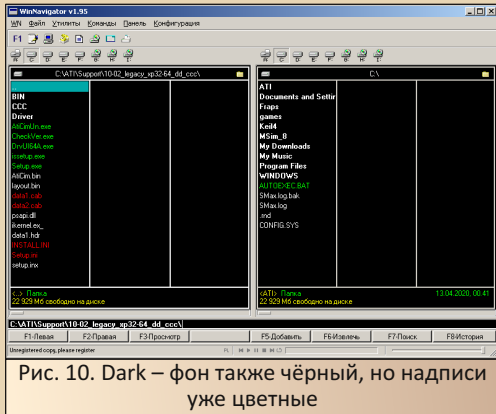 WinNavigator v1.95
WN Файл Утилиты Команды Панель Конфигурация
F1
A: C: D: E: F: G: H: I: A: C: D: E: F: G: H: I:
C:\ATI\Support\10-02_legacy_xp32-64_dd_ccc\
..
BIN
CCC
Driver
AtiCimUn.exe
CheckVer.exe
DrvUI64A.exe
issetup.exe
Setup.exe
AtiCim.bin
layout.bin
data1.cab
data2.cab
psapi.dll
ikernel.ex_
data1.hdr
INSTALL.INI
Setup.ini
setup.inx
<..> Папка
22 929 Мб свободно на диске
C:\
ATI
Documents and Settin
Fraps
games
Keil4
MSim_8
My Downloads
My Music
Program Files
WINDOWS
AUTOEXEC.BAT
SMax.log.bak
SMax.log
.rnd
CONFIG.SYS
<ATI> Папка 13.04.2020, 00:41
22 929 Мб свободно на диске
C:\ATI\Support\10-02_legacy_xp32-64_dd_ccc\
F1-Левая F2-Правая F3-Просмотр F5-Добавить F6-Извлечь F7-Поиск F8-История
Unregistered copy, please register
Рис. 10. Dark – фон также чёрный, но надписи
уже цветные